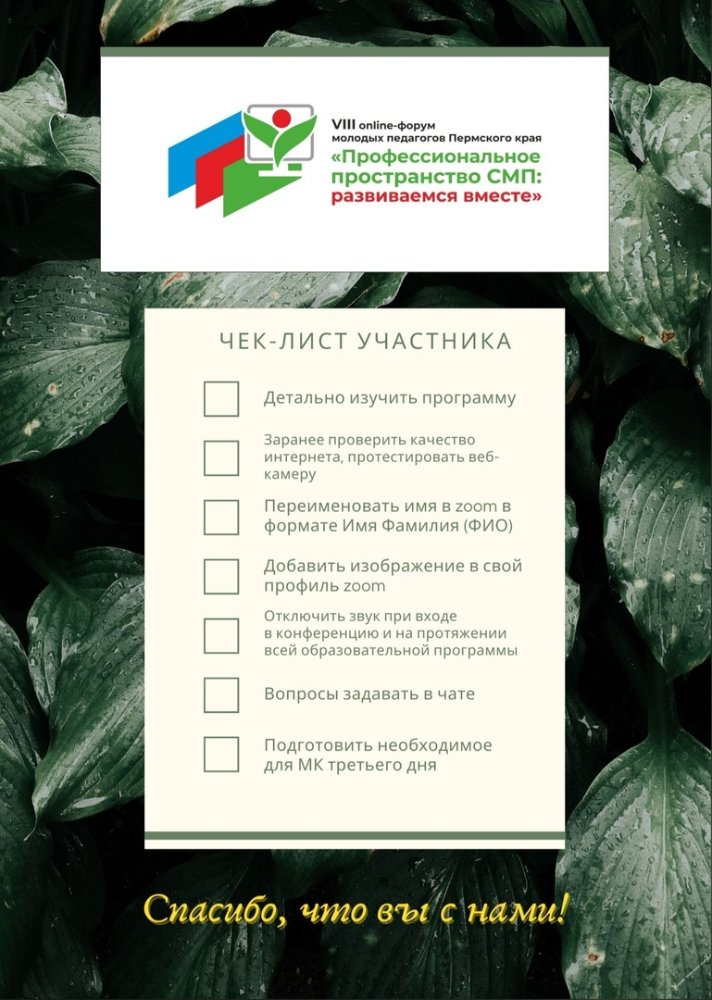 VIII online-форум
молодых педагогов Пермского края
«Профессиональное
пространство СМП:
развиваемся вместе»
ЧЕК-ЛИСТ УЧАСТНИКА
Детально изучить программу
Заранее проверить качество
интернета, протестировать веб-
камеру
Переименовать имя в zoom в
формате Имя Фамилия (ФИО)
Добавить изображение в свой
профиль zoom
Отключить звук при входе
в конференцию и на протяжении
всей образовательной программы
Вопросы задавать в чате
Подготовить необходимое
для МК третьего дня
Спасибо, что вы с нами!